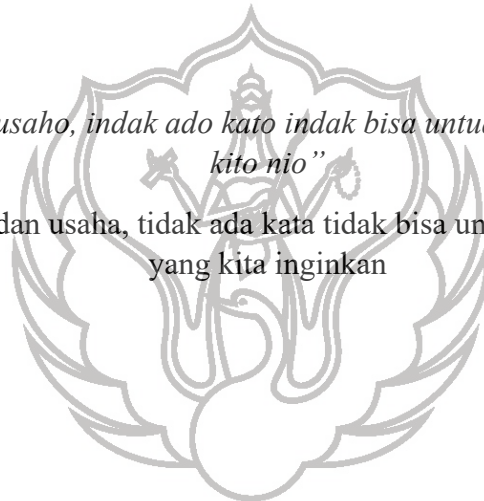 usaho, indak ado kato indak bisa untua
kito nio”
dan usaha, tidak ada kata tidak bisa un
yang kita inginkan